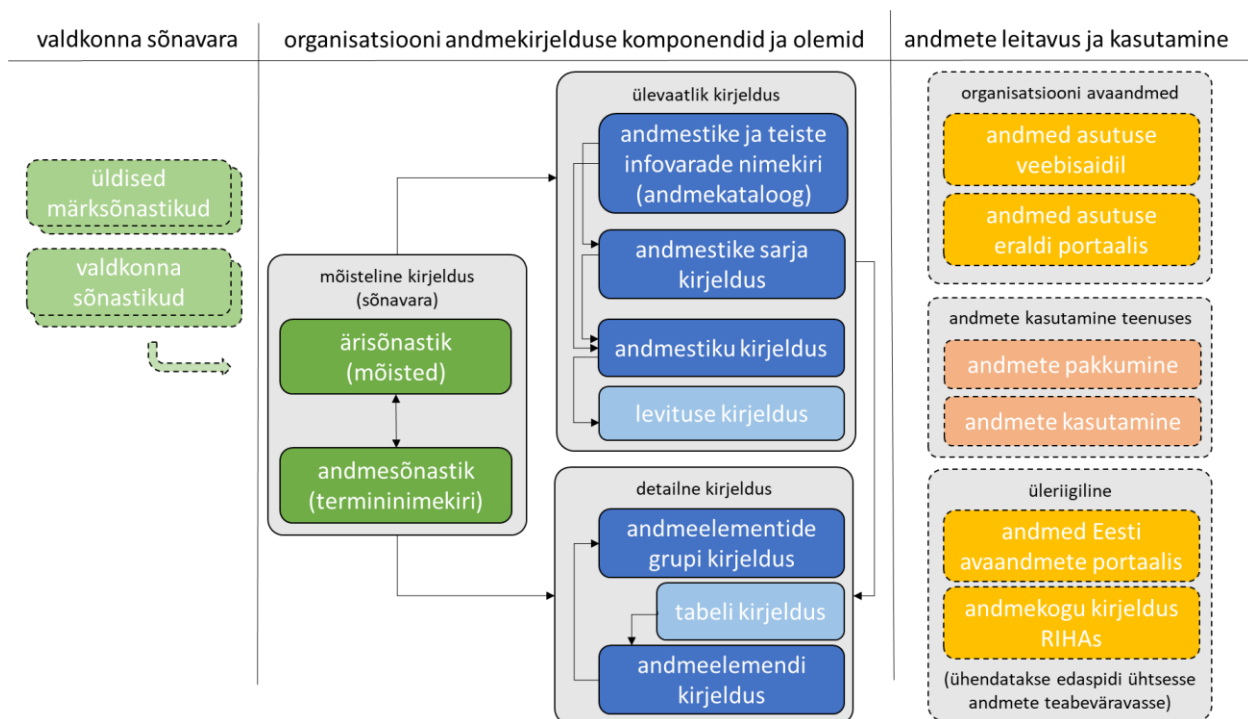 valdkonna sõnavara
organisatsiooni andmekirjelduse komponendid ja olemid
andmete leitavus ja kasutamine
üldised
märksõnastikud
valdkonna
sõnastikud
mõisteline kirjeldus
(sõnavara)
ärisõnastik
(mõisted)
andmesõnastik
(termininimekiri)
ülevaatlik kirjeldus
andmestike ja teiste
infovarade nimekiri
(andmekataloog)
andmestike sarja
kirjeldus
andmestiku kirjeldus
levituse kirjeldus
detailne kirjeldus
andmeelementide
grupi kirjeldus
tabeli kirjeldus
andmeelemendi
kirjeldus
organisatsiooni avaandmed
andmed asutuse
veebisaidil
andmed asutuse
eraldi portaalis
andmete kasutamine teenuses
andmete pakkumine
andmete kasutamine
üleriigiline
andmed Eesti
avaandmete portaalis
andmekogu kirjeldus
RIHAs
(ühendatakse edaspidi ühtsesse
andmete teabeväravasse)